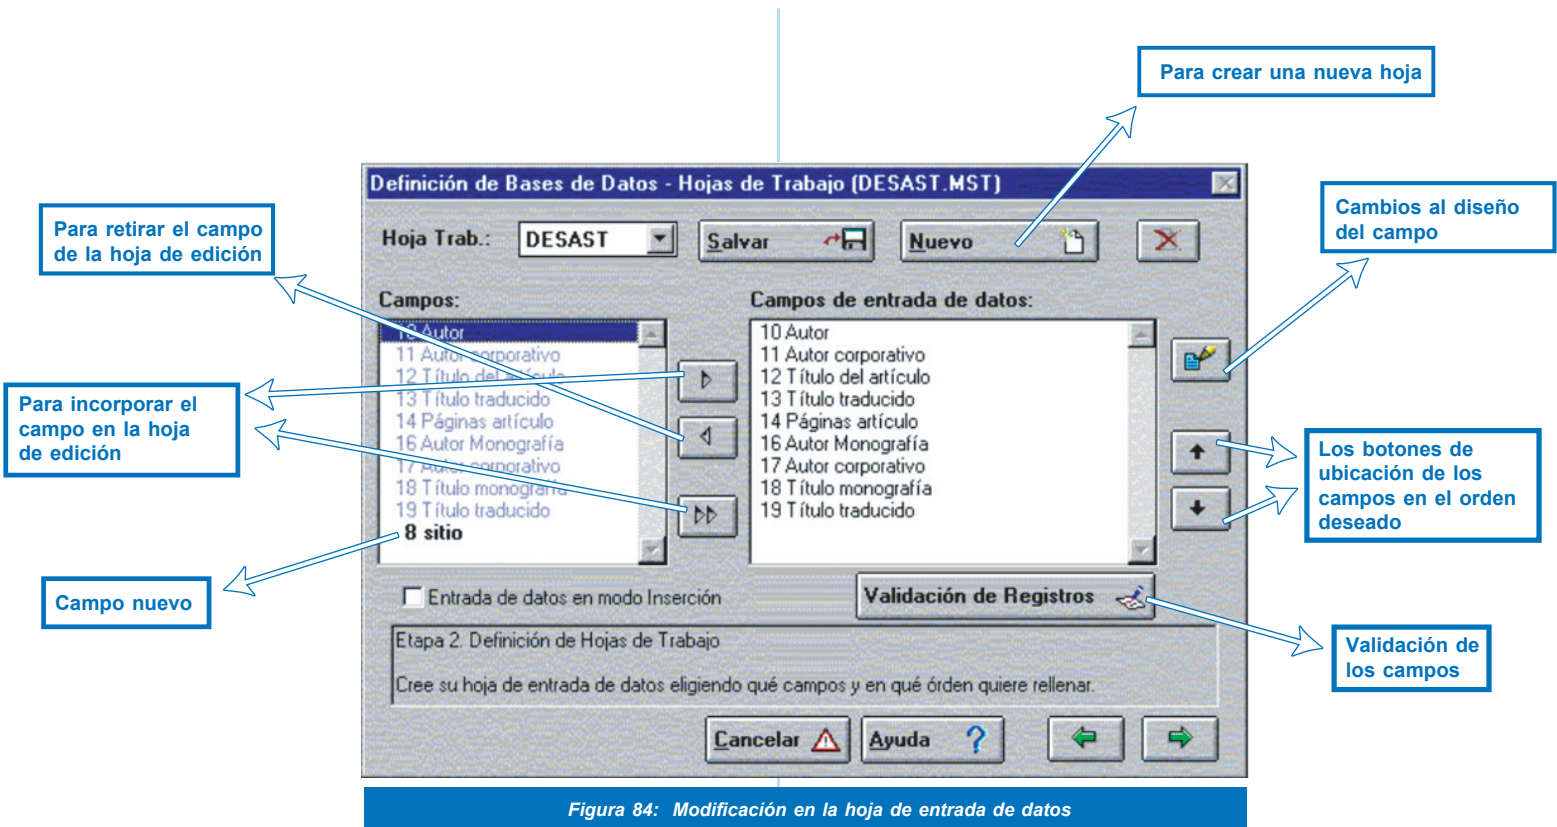 Para crear una nueva hoja
Definición de Bases de Datos - Hojas de Trabajo (DESAST.MST)
Para retirar el campo
de la hoja de edición
Cambios al diseño
del campo
Hoja Trab.: DESAST Salvar Nuevo
Campos:
Campos de entrada de datos:
10 Autor
11 Autor corporativo
12 Título del artículo
13 Título traducido
14 Páginas artículo
16 Autor Monografía
17 Autor corporativo
18 Título monografía
19 Título traducido
8 sitio
10 Autor
11 Autor corporativo
12 Título del artículo
13 Título traducido
14 Páginas artículo
16 Autor Monografía
17 Autor corporativo
18 Título monografía
19 Título traducido
Para incorporar el
campo en la hoja
de edición
Los botones de
ubicación de los
campos en el orden
deseado
Campo nuevo
Entrada de datos en modo Inserción
Validación de Registros
Validación de
los campos
Etapa 2. Definición de Hojas de Trabajo
Cree su hoja de entrada de datos eligiendo qué campos y en qué órden quiere rellenar.
Cancelar Ayuda ?
Figura 84: Modificación en la hoja de entrada de datos